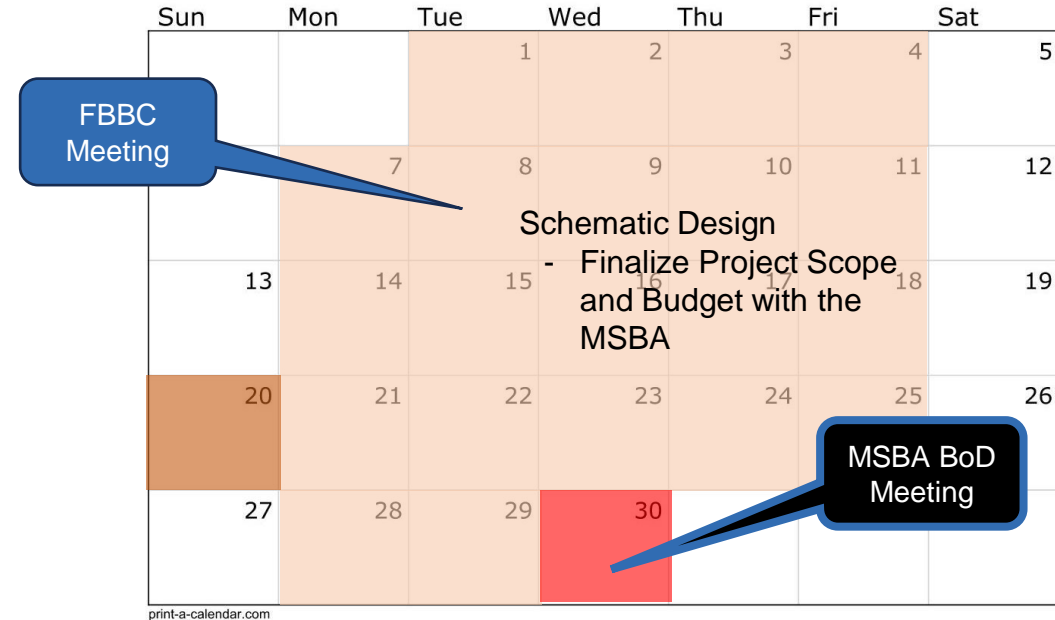 Sun Mon Tue Wed Thu Fri Sat
1 2 3 4 5
FBBC
Meeting
7 8 9 10 11 12
Schematic Design
- Finalize Project Scope
and Budget with the
MSBA
13 14 15 16 17 18 19
20 21 22 23 24 25 26
MSBA BoD
Meeting
27 28 29 30
print-a-calendar.com